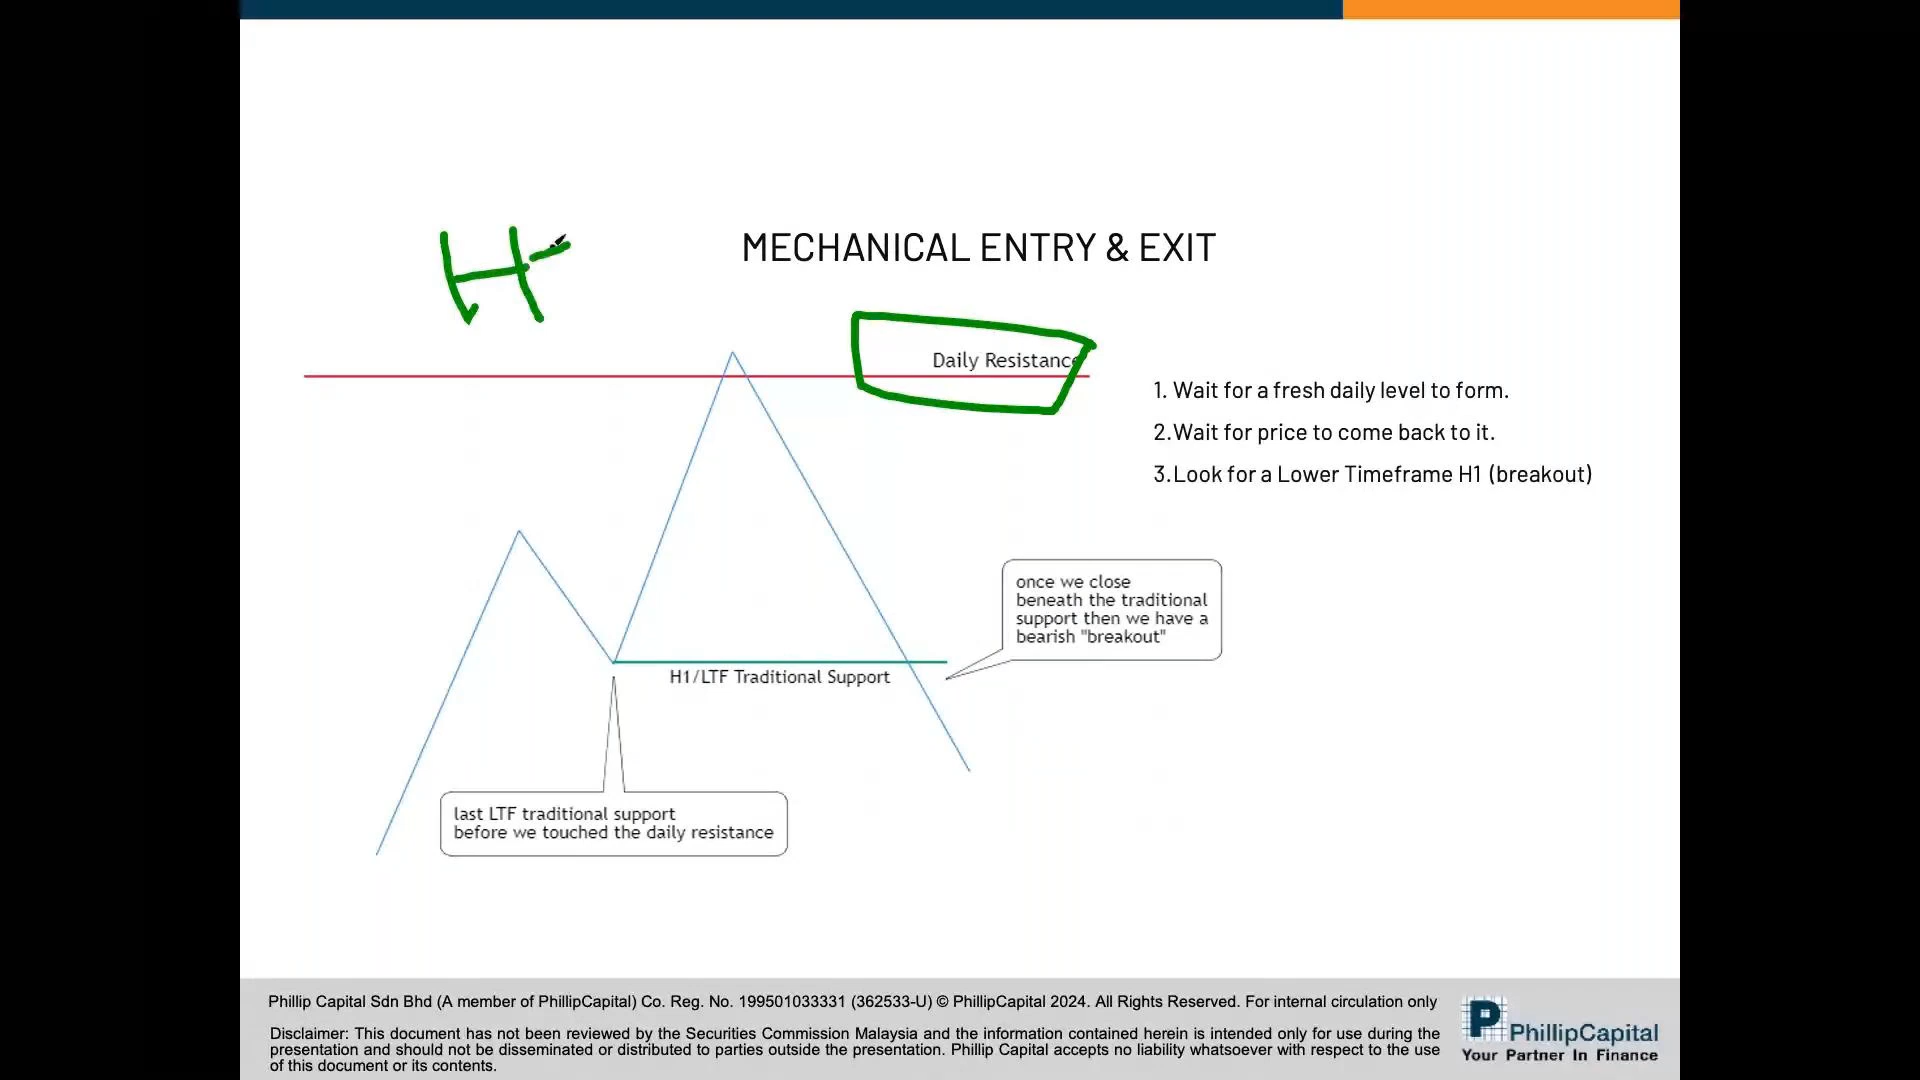 H
MECHANICAL ENTRY & EXIT
Daily Resistance
1. Wait for a fresh daily level to form.
2.Wait for price to come back to it.
3.Look for a Lower Timeframe H1 (breakout)
once we close
beneath the traditional
support then we have a
bearish "breakout"
H1/LTF Traditional Support
last LTF traditional support
before we touched the daily resistance
Phillip Capital Sdn Bhd (A member of PhillipCapital) Co. Reg. No. 199501033331 (362533-U) © PhillipCapital 2024. All Rights Reserved. For internal circulation only
Disclaimer: This document has not been reviewed by the Securities Commission Malaysia and the information contained herein is intended only for use during the
presentation and should not be disseminated or distributed to parties outside the presentation. Phillip Capital accepts no liability whatsoever with respect to the use
of this document or its contents.
P PhillipCapital
Your Partner In Finance